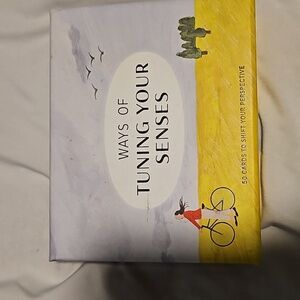 WAYS OF
TUNING YOUR
SENSES
50 CARDS TO SHIFT YOUR PERSPECTIVE